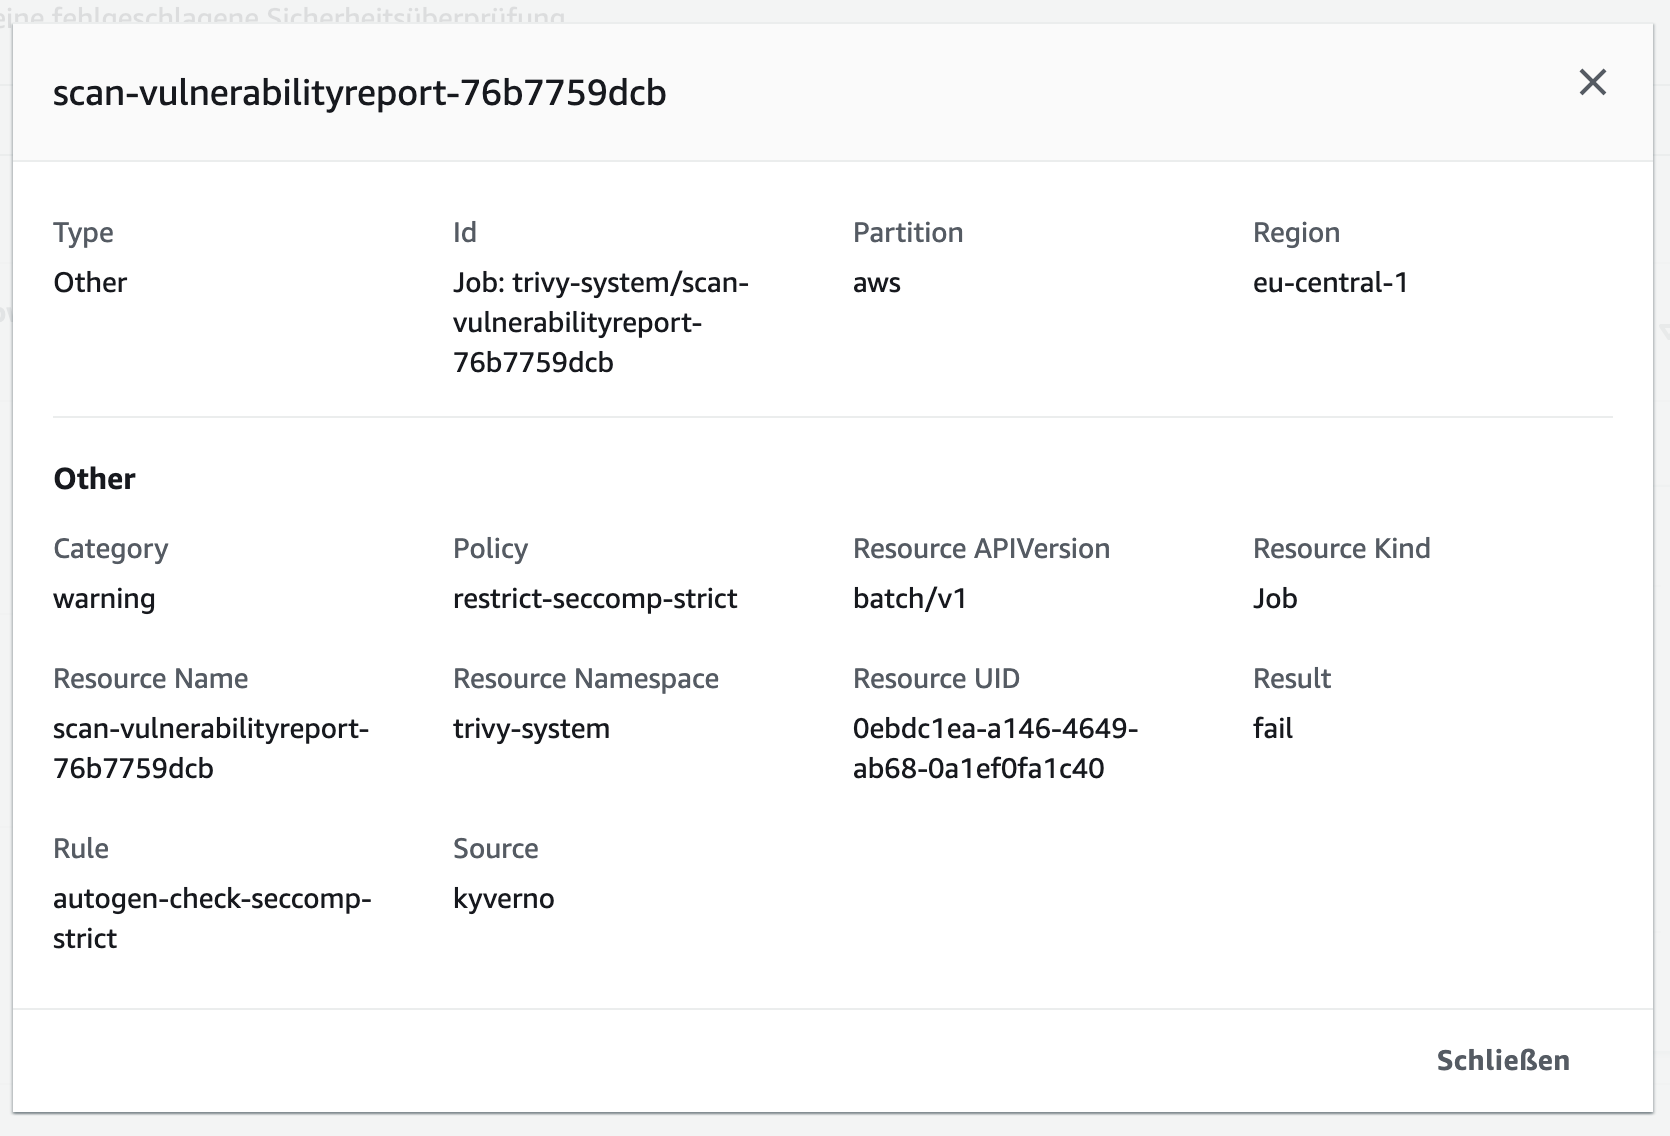 eine fehlgeschlagene Sicherheitsüberprüfung
scan-vulnerabilityreport-76b7759dcb
Type
Other
Id
Job: trivy-system/scan-
vulnerabilityreport-
76b7759dcb
Partition
aws
Region
eu-central-1
Other
Category
warning
Policy
restrict-seccomp-strict
Resource APIVersion
batch/v1
Resource Kind
Job
Resource Name
scan-vulnerabilityreport-
76b7759dcb
Resource Namespace
trivy-system
Resource UID
0ebdc1ea-a146-4649-
ab68-0a1ef0fa1c40
Result
fail
Rule
autogen-check-seccomp-
strict
Source
kyverno
Schließen